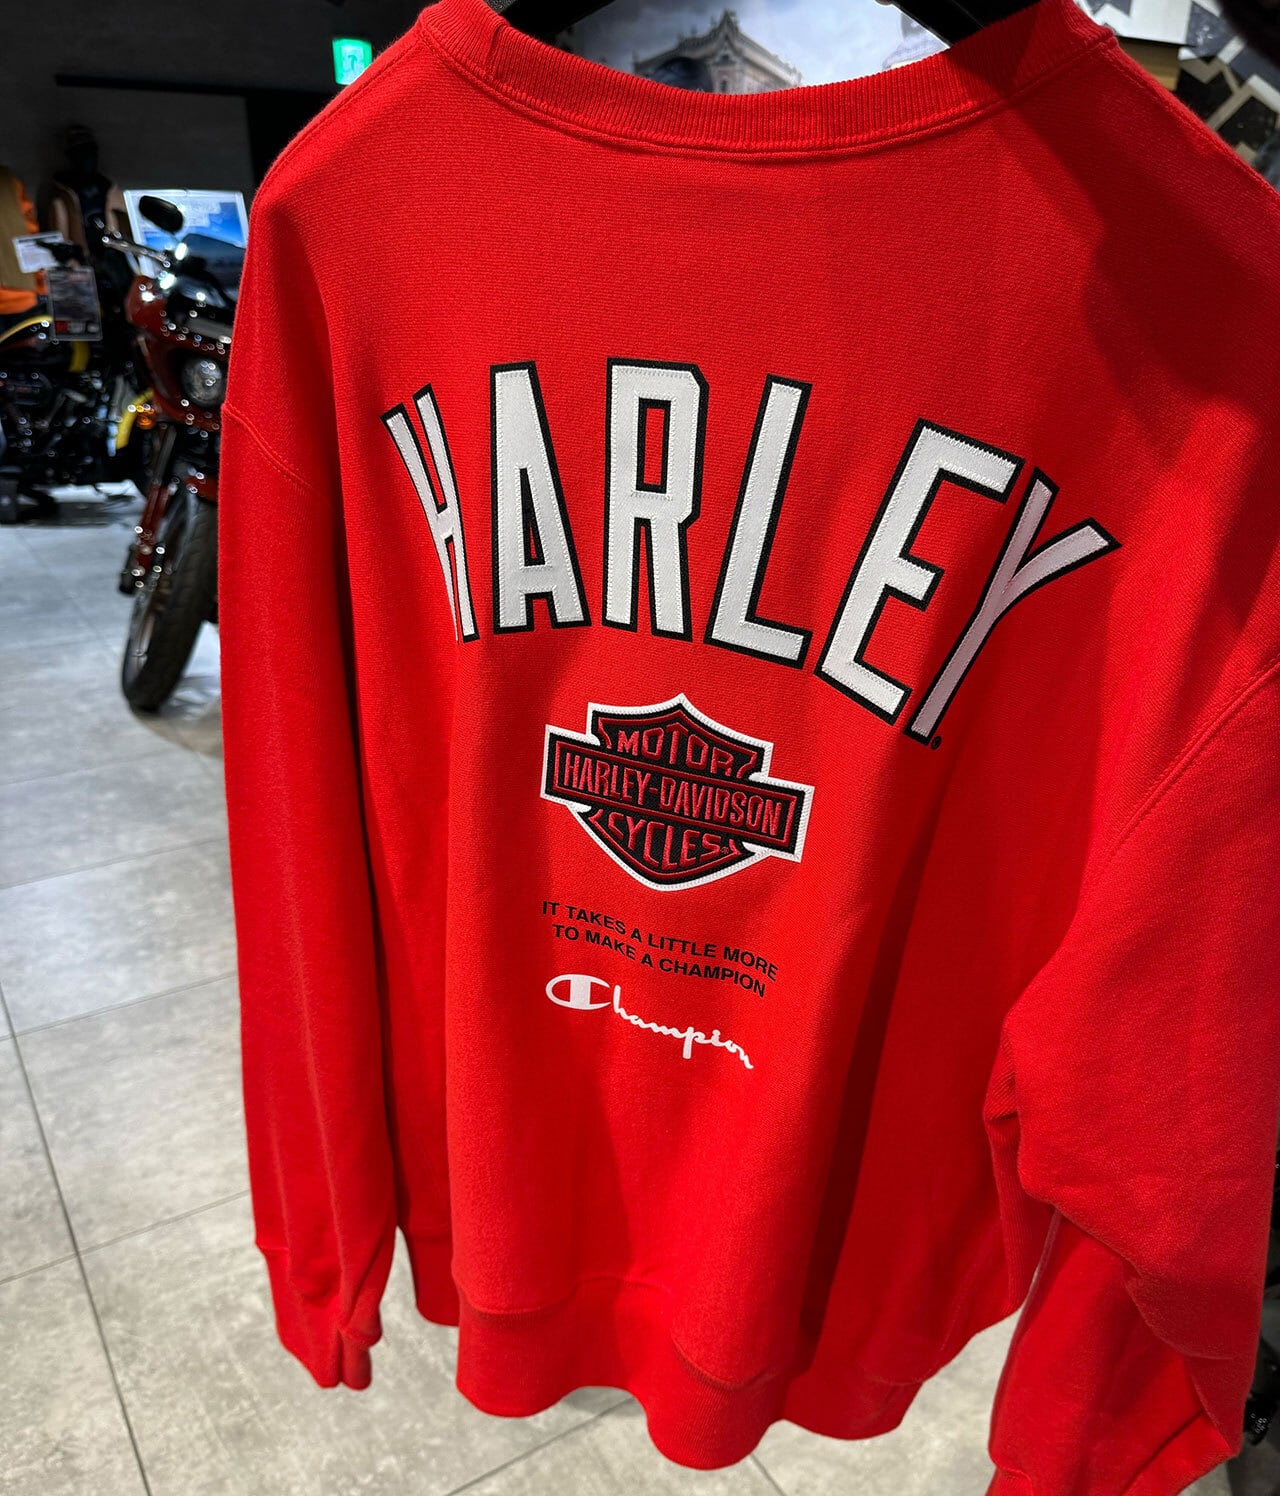 HARLEY
MOTOR
HARLEY-DAVIDSON
CYCLES
IT TAKES A LITTLE MORE
TO MAKE A CHAMPION
Champion